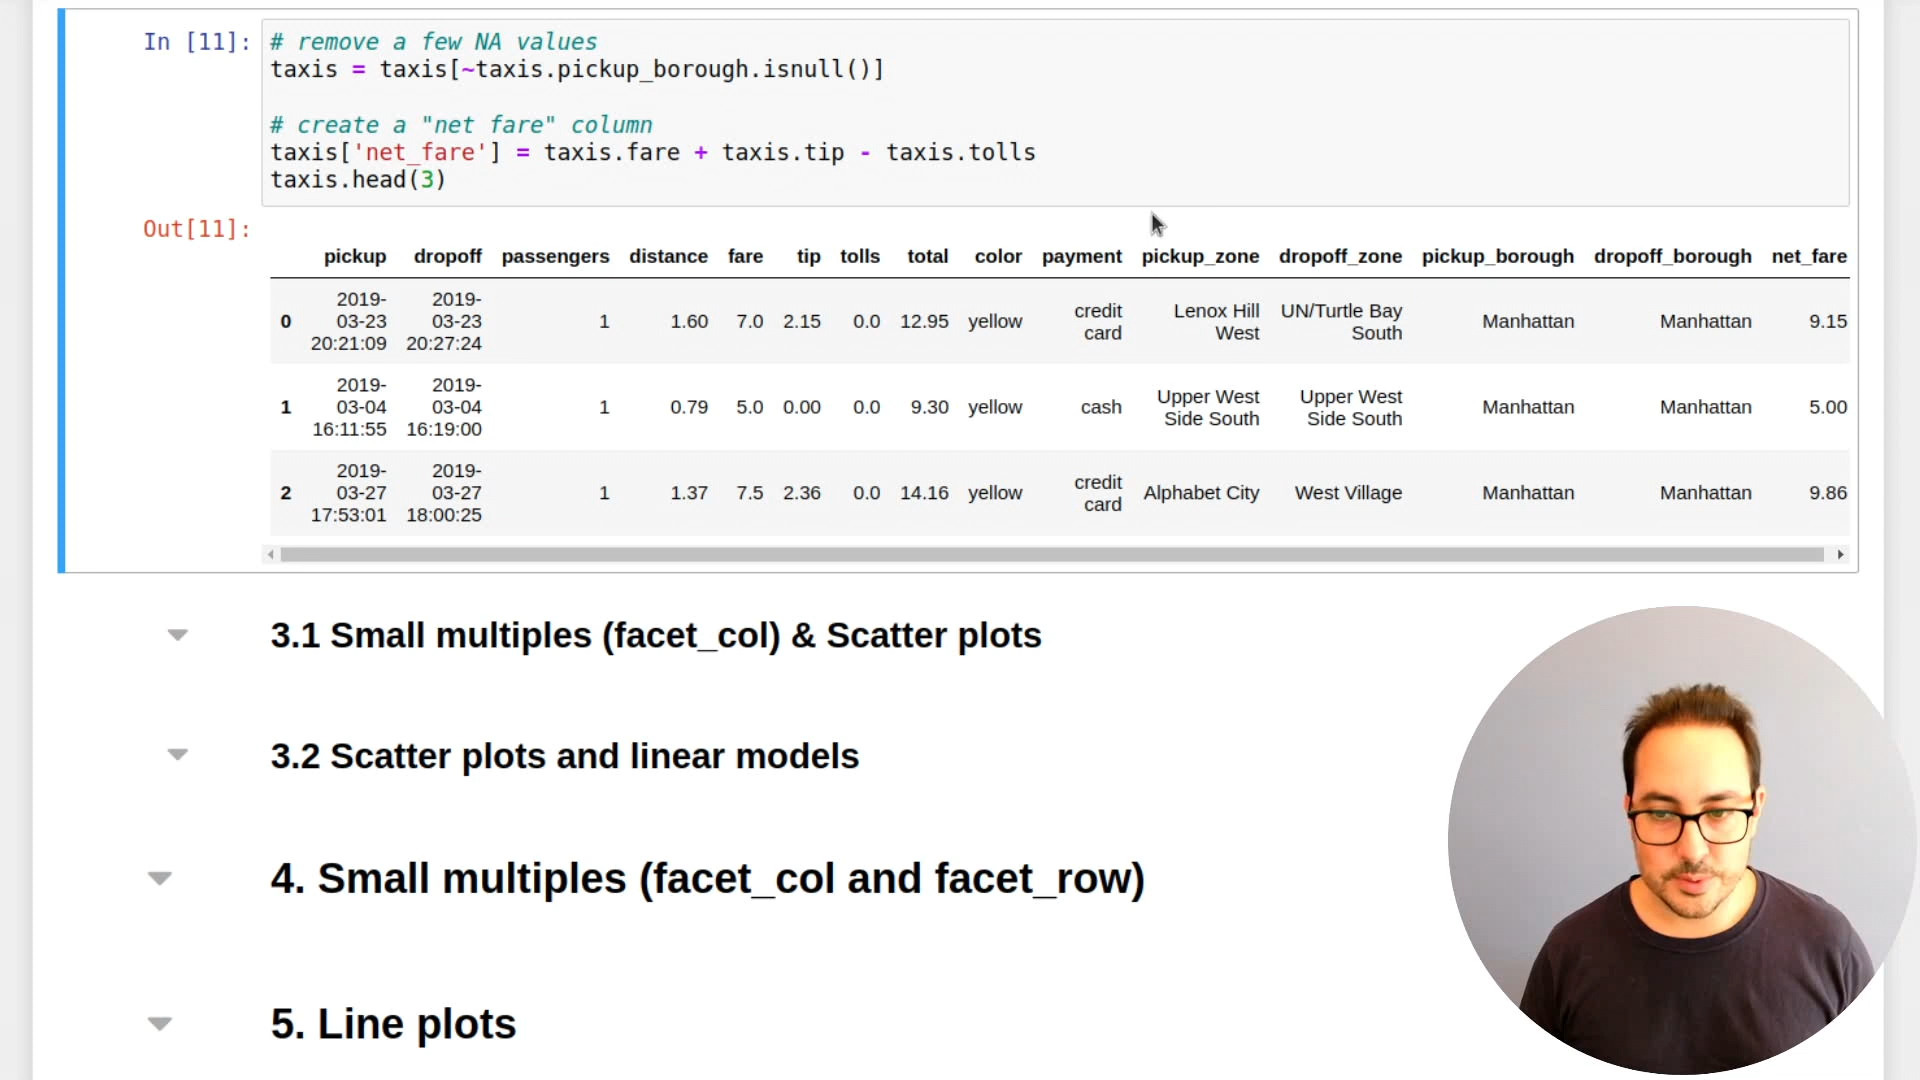 In [11]:
# remove a few NA values
taxis = taxis[~taxis.pickup_borough.isnull()]
# create a "net fare" column
taxis['net_fare'] = taxis.fare + taxis.tip - taxis.tolls
taxis.head(3)
Out[11]:
pickup dropoff passengers distance fare tip tolls total color payment pickup_zone dropoff_zone pickup_borough dropoff_borough net_fare
0 2019-03-23 20:21:09 2019-03-23 20:27:24 1 1.60 7.0 2.15 0.0 12.95 yellow credit card Lenox Hill West UN/Turtle Bay South Manhattan Manhattan 9.15
1 2019-03-04 16:11:55 2019-03-04 16:19:00 1 0.79 5.0 0.00 0.0 9.30 yellow cash Upper West Side South Upper West Side South Manhattan Manhattan 5.00
2 2019-03-27 17:53:01 2019-03-27 18:00:25 1 1.37 7.5 2.36 0.0 14.16 yellow credit card Alphabet City West Village Manhattan Manhattan 9.86
3.1 Small multiples (facet_col) & Scatter plots
3.2 Scatter plots and linear models
4. Small multiples (facet_col and facet_row)
5. Line plots